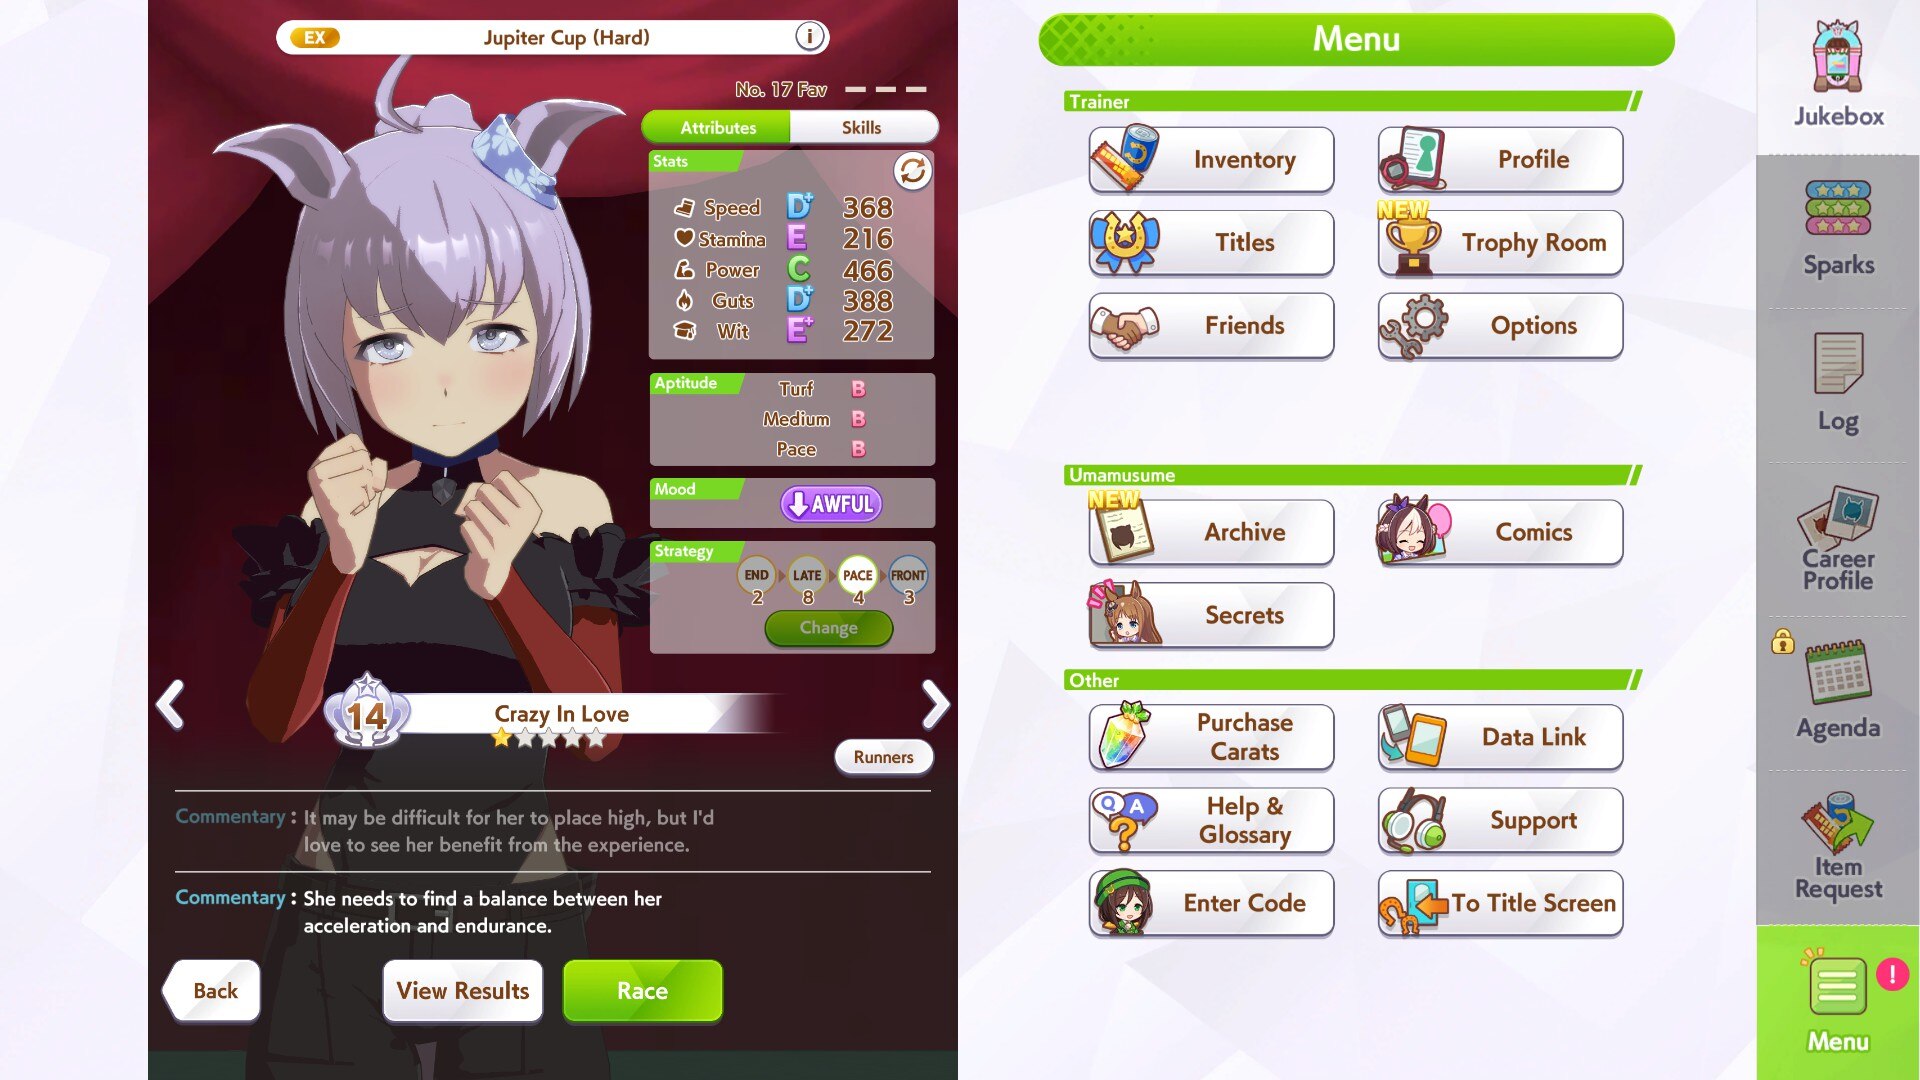 EX
Jupiter Cup (Hard)
i
No. 17 Fav
Attributes
Skills
Stats
Speed D+ 368
Stamina E 216
Power C 466
Guts D+ 388
Wit E+ 272
Aptitude
Turf B
Medium B
Pace B
Mood
AWFUL
Strategy
END LATE PACE FRONT
2 8 4 3
Change
14
Crazy In Love
Runners
Commentary : It may be difficult for her to place high, but I'd
love to see her benefit from the experience.
Commentary : She needs to find a balance between her
acceleration and endurance.
Back
View Results
Race
Menu
Trainer
Inventory
Profile
Titles
NEW
Trophy Room
Friends
Options
Umamusume
NEW
Archive
Comics
Secrets
Other
Purchase
Carats
Data Link
Q A
?
Help &
Glossary
Support
Enter Code
To Title Screen
Jukebox
Sparks
Log
Career
Profile
Agenda
Item
Request
!
Menu